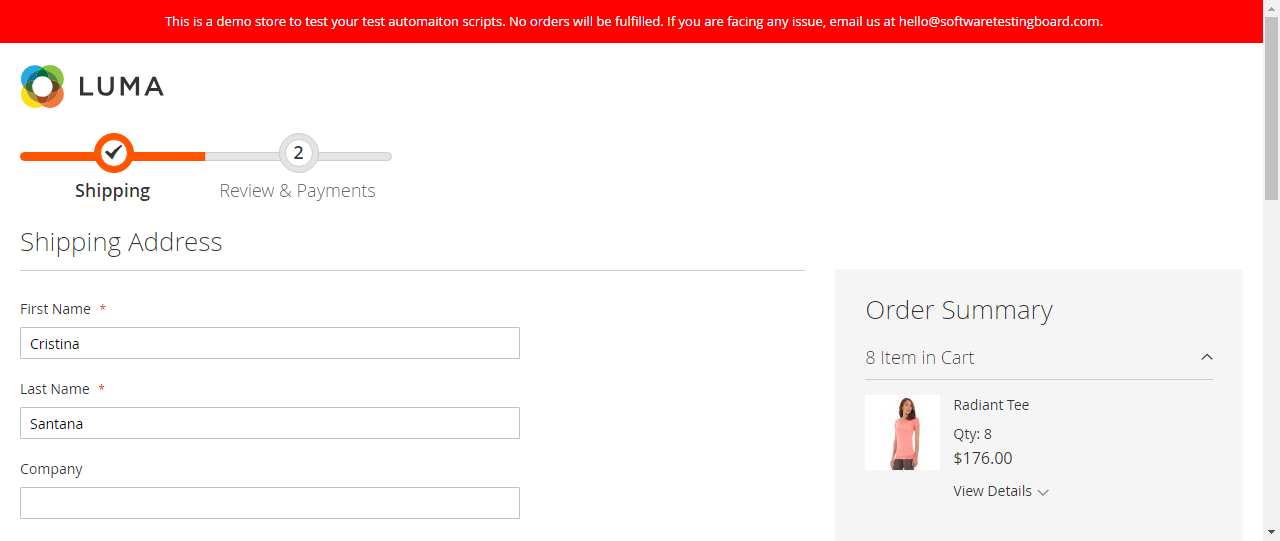 This is a demo store to test your test automaiton scripts. No orders will be fulfilled. If you are facing any issue, email us at hello@softwaretestingboard.com.
LUMA
2
Shipping
Review & Payments
Shipping Address
First Name *
Cristina
Last Name *
Santana
Company
Order Summary
8 Item in Cart
Radiant Tee
Qty: 8
$176.00
View Details